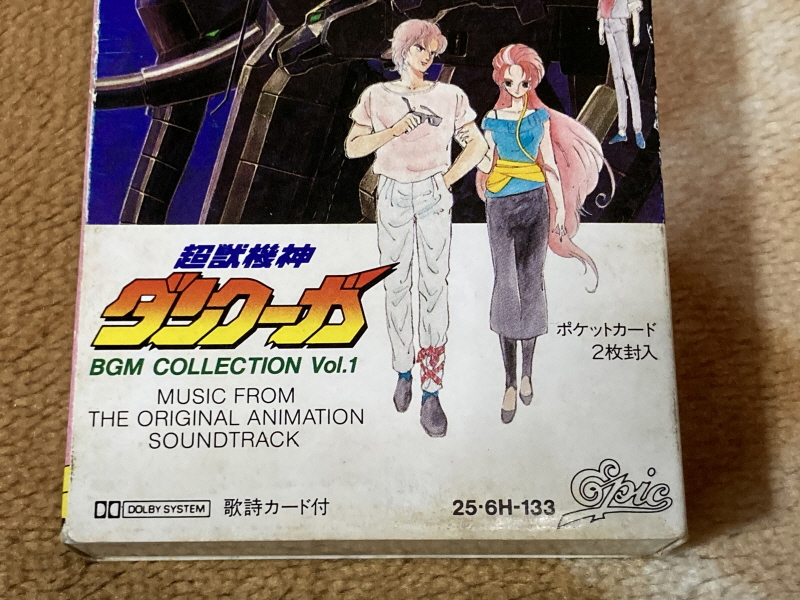 超獣機神
ダンクーガ
BGM COLLECTION Vol.1
MUSIC FROM
THE ORIGINAL ANIMATION
SOUNDTRACK
ポケットカード
2枚封入
DOLBY SYSTEM 歌詩カード付
25・6H-133
Epic